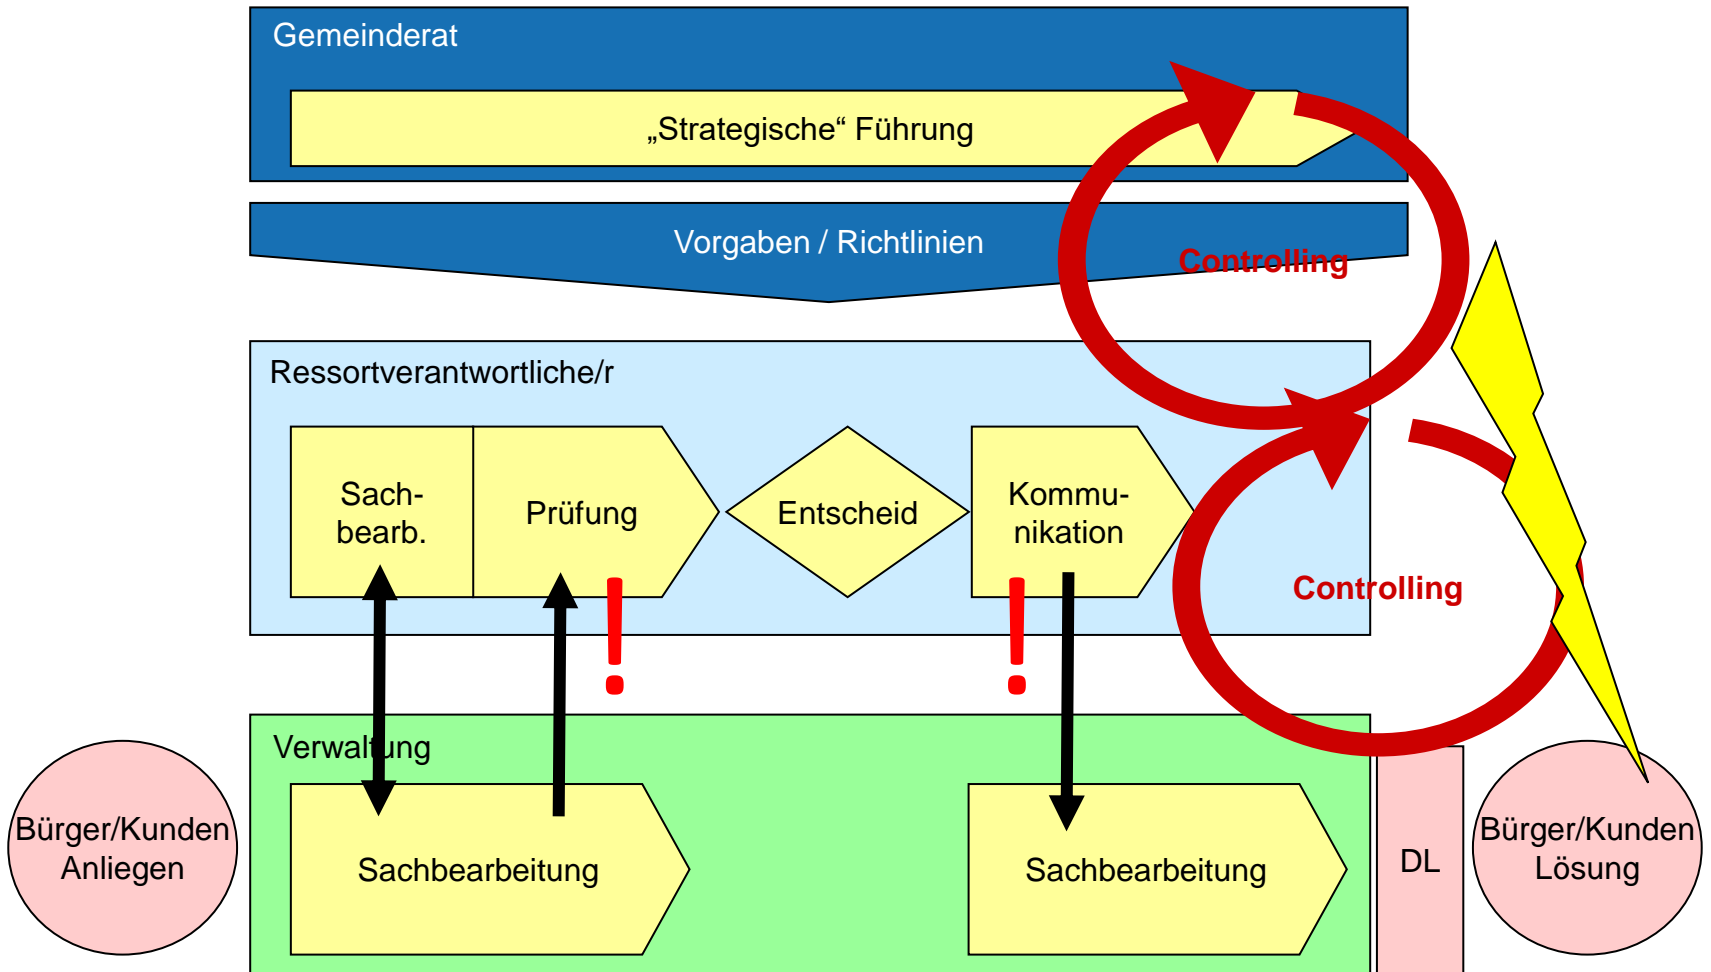 Gemeinderat
„Strategische“ Führung
Vorgaben / Richtlinien
Controlling
Ressortverantwortliche/r
Sach-
bearb.
Prüfung
Entscheid
Kommu-
nikation
Controlling
!
!
Verwaltung
Bürger/Kunden
Anliegen
Sachbearbeitung
Sachbearbeitung
DL
Bürger/Kunden
Lösung